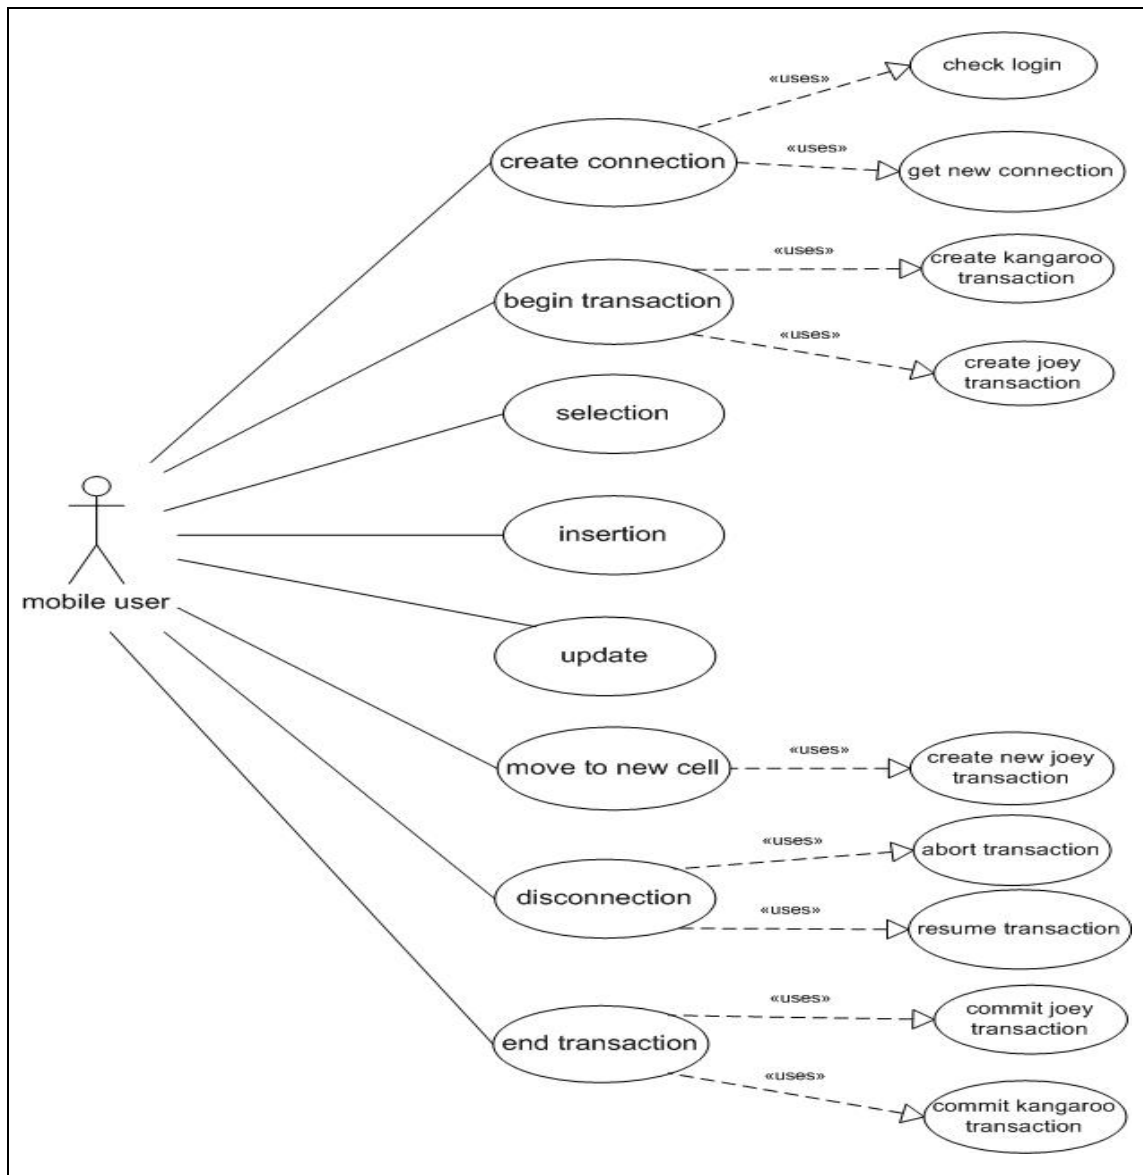 check login
«uses»
create connection
«uses»
get new connection
«uses»
create kangaroo
transaction
begin transaction
«uses»
create joey
transaction
selection
insertion
mobile user
update
«uses»
create new joey
transaction
move to new cell
«uses»
abort transaction
disconnection
«uses»
resume transaction
«uses»
commit joey
transaction
end transaction
«uses»
commit kangaroo
transaction